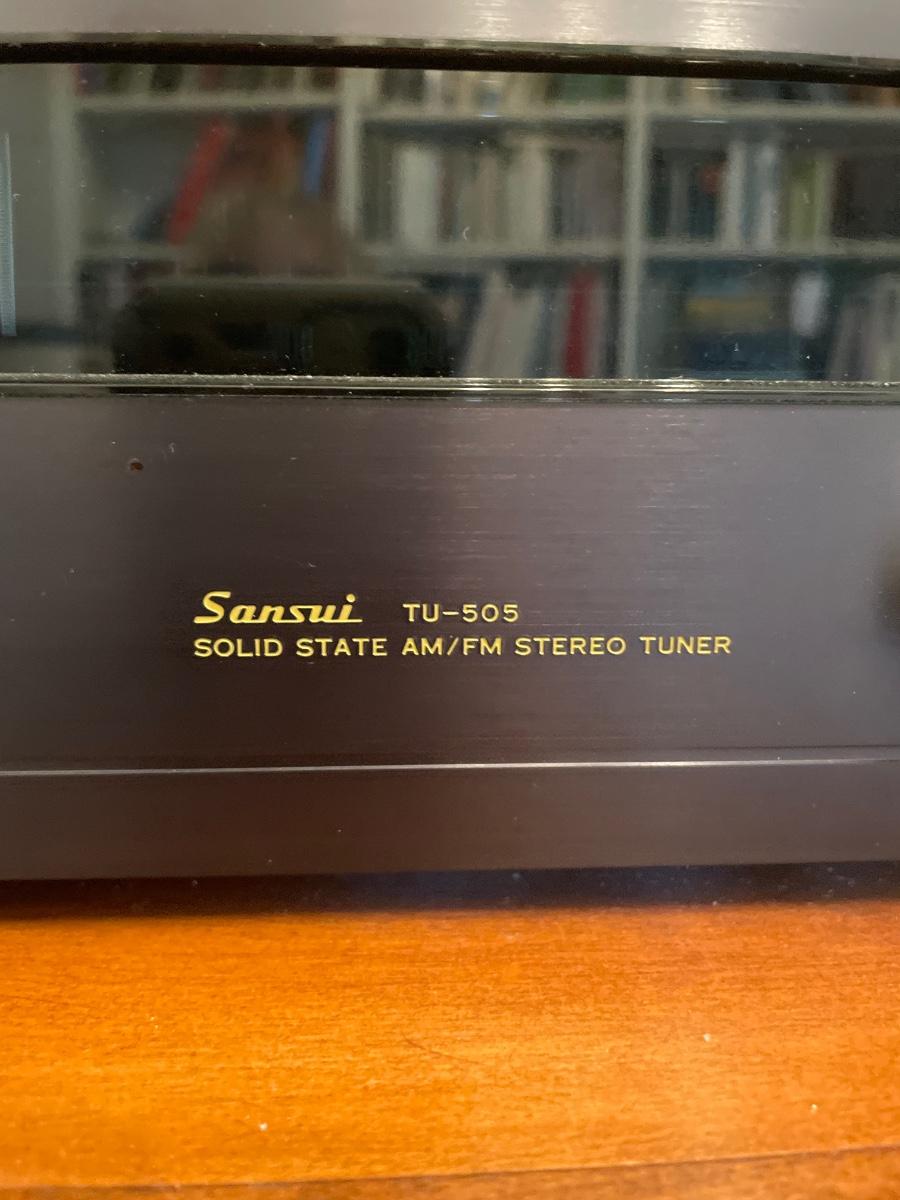 Sansui TU-505
SOLID STATE AM/FM STEREO TUNER